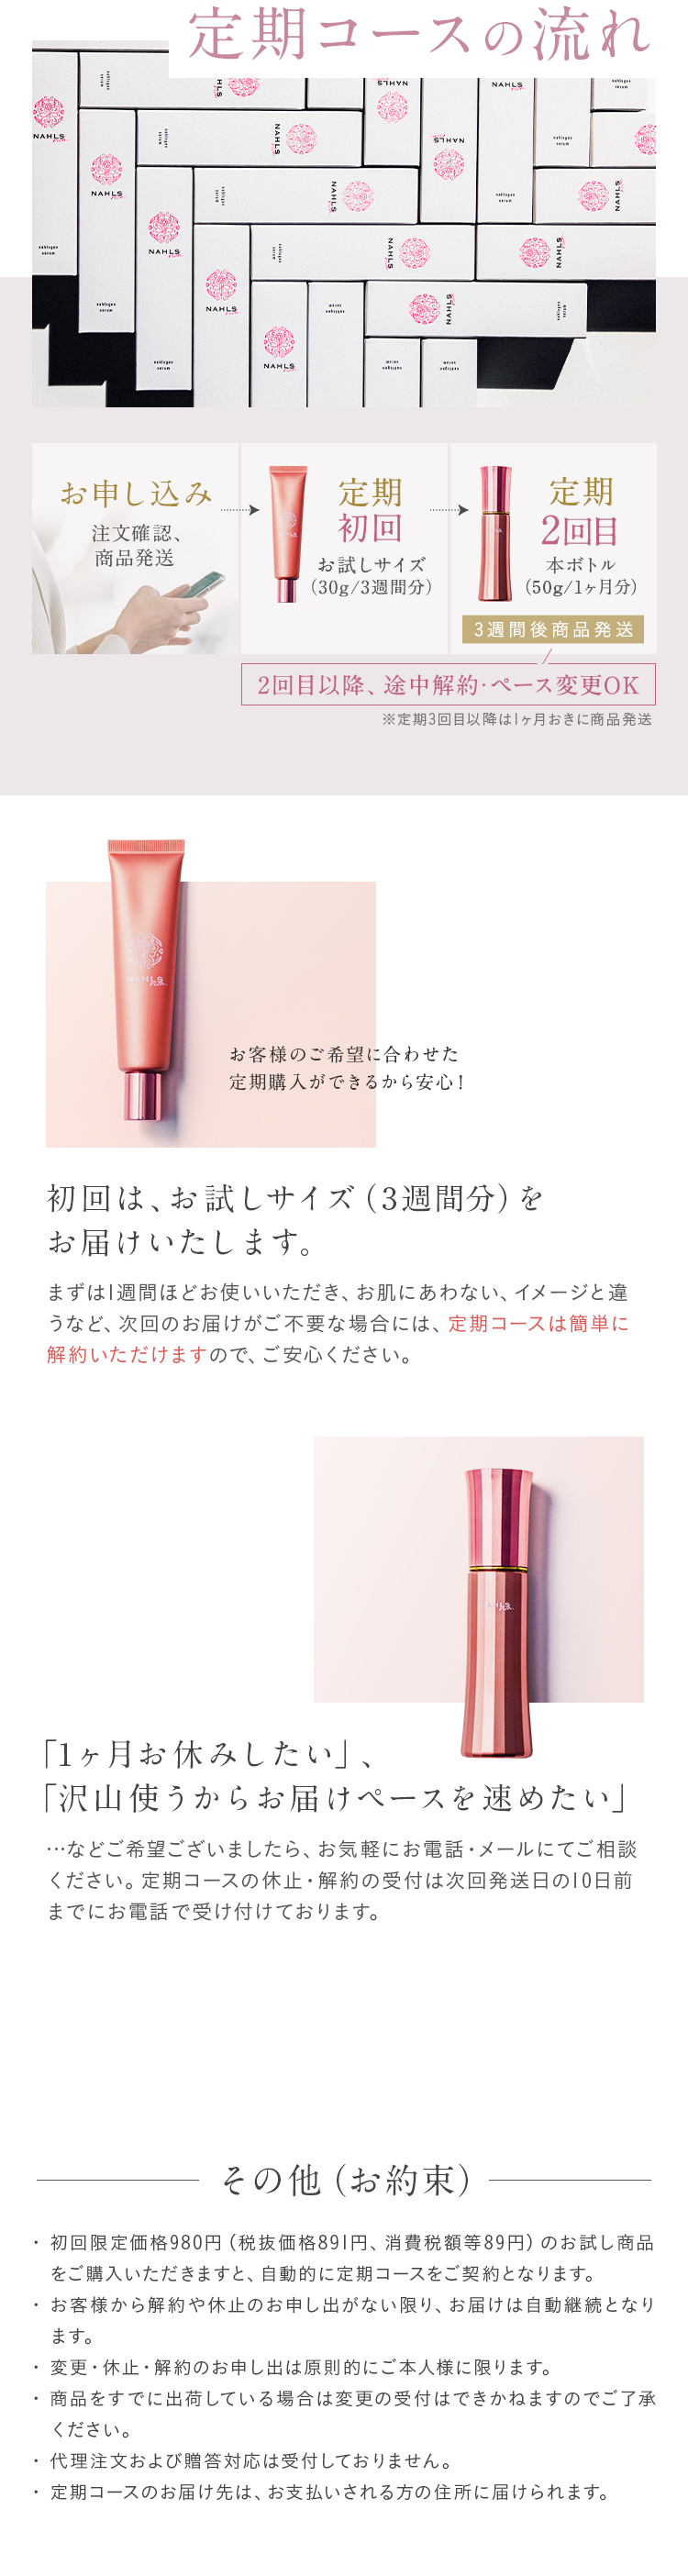 定期コースの流れ
NAHLS
NAHLS
NAHLS
NAHLS
NAHLS
NAHLS
NAHLS
NAHLS
NAHLS
NAHLS
NAHLS
NAHLS
NAHLS
お申し込み
注文確認、
商品発送
定期
初回
お試しサイズ
(30g/3週間分)
定期
2回目
本ボトル
(50g/1ヶ月分)
3週間後商品発送
2回目以降、途中解約・ペース変更OK
※定期3回目以降は1ヶ月おきに商品発送
NAHLS
お客様のご希望に合わせた
定期購入ができるから安心！
初回は、お試しサイズ（3週間分）を
お届けいたします。
まずは1週間ほどお使いいただき、お肌にあわない、イメージと違
うなど、次回のお届けがご不要な場合には、定期コースは簡単に
解約いただけますので、ご安心ください。
「1ヶ月お休みしたい」、
「沢山使うからお届けペースを速めたい」
…などご希望ございましたら、お気軽にお電話・メールにてご相談
ください。定期コースの休止・解約の受付は次回発送日の10日前
までにお電話で受け付けております。
その他（お約束）
・ 初回限定価格980円（税抜価格891円、消費税額等89円）のお試し商品
をご購入いただきますと、自動的に定期コースをご契約となります。
・ お客様から解約や休止のお申し出がない限り、お届けは自動継続となり
ます。
・ 変更・休止・解約のお申し出は原則的にご本人様に限ります。
・ 商品をすでに出荷している場合は変更の受付はできかねますのでご了承
ください。
・ 代理注文および贈答対応は受付しておりません。
・ 定期コースのお届け先は、お支払いされる方の住所に届けられます。